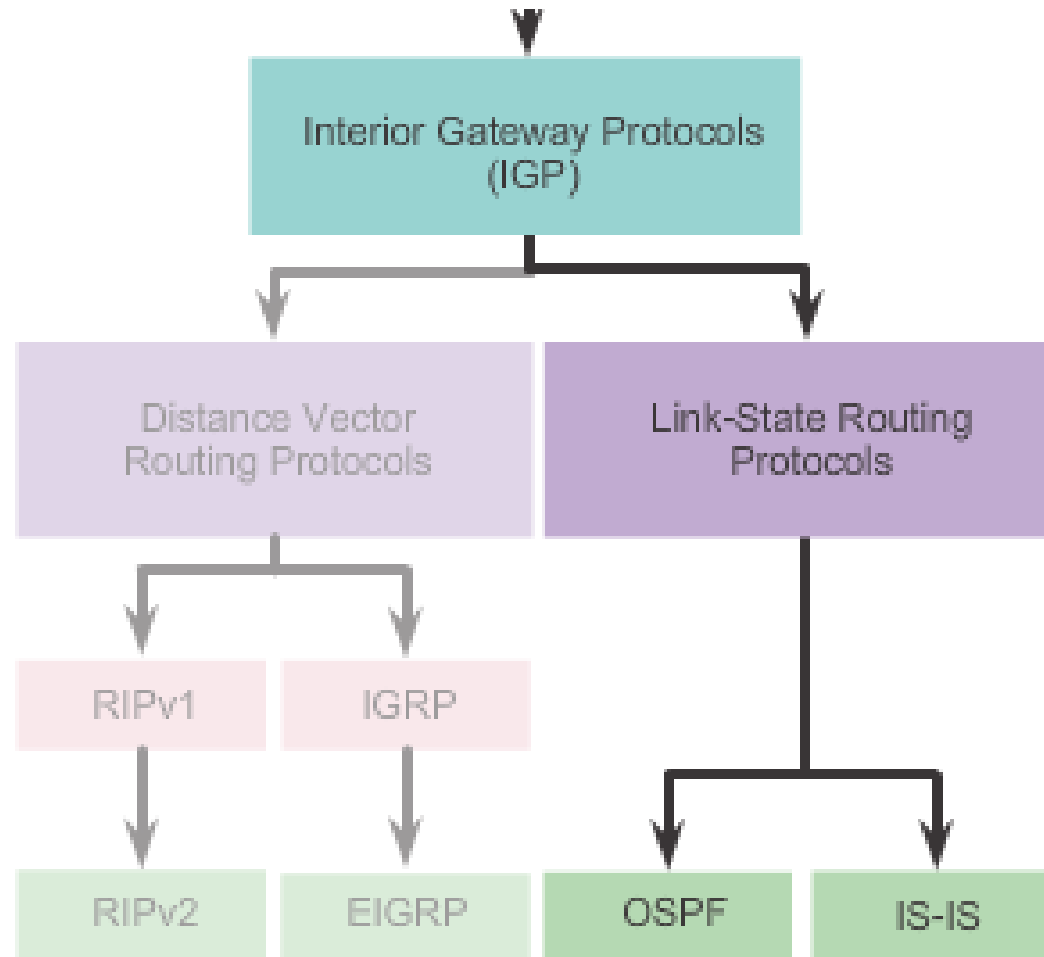 Interior Gateway Protocols
(IGP)
Distance Vector
Routing Protocols
Link-State Routing
Protocols
RIPv1
IGRP
RIPv2
EIGRP
OSPF
IS-IS